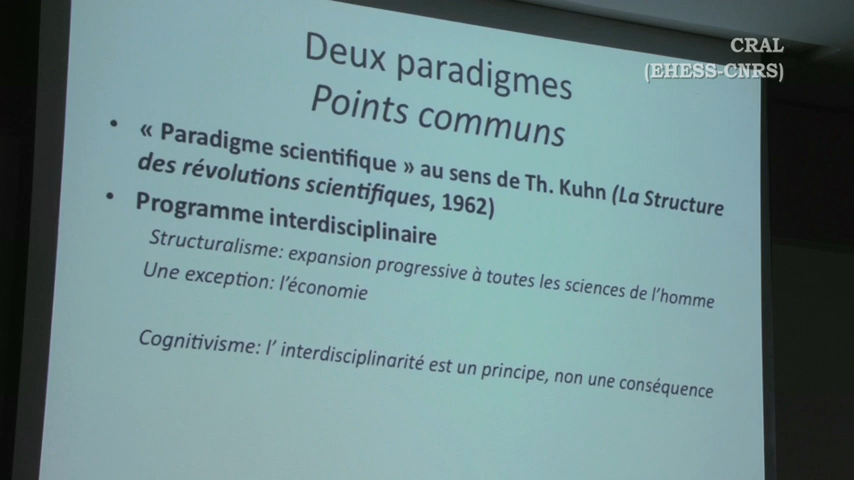 CRAL
(EHESS-CNRS)
Deux paradigmes
Points communs
• « Paradigme scientifique » au sens de Th. Kuhn (La Structure
des révolutions scientifiques, 1962)
• Programme interdisciplinaire
Structuralisme: expansion progressive à toutes les sciences de l'homme
Une exception: l'économie
Cognitivisme: l' interdisciplinarité est un principe, non une conséquence